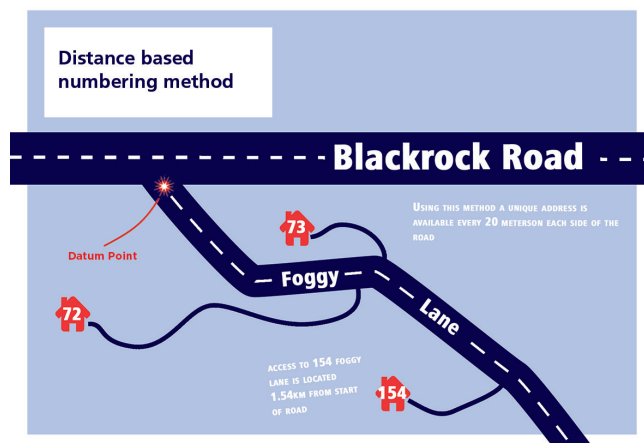 Distance based
numbering method
Blackrock Road
Using this method a unique address is
available every 20 meterson each side of the
road
73
Datum Point
Foggy
72
Lane
access to 154 foggy
lane is located
1.54km from start
of road
154